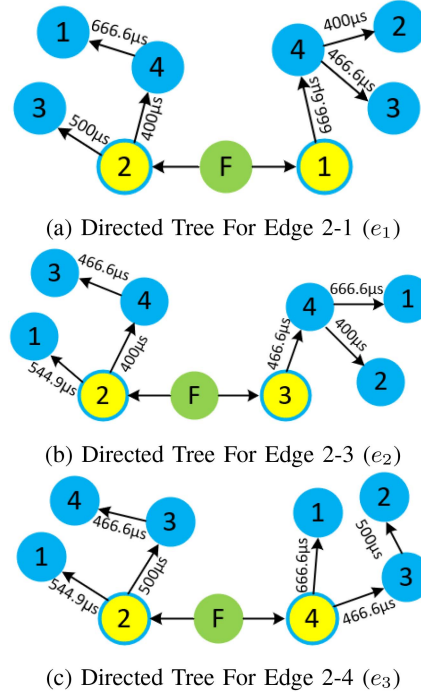 1
666.6μs
4
3
500μs
400μs
2
F
1
666.6μs
4
400μs
2
466.6μs
3
(a) Directed Tree For Edge 2-1 (e₁)
3
466.6μs
4
1
544.9μs
400μs
2
F
3
466.6μs
4
666.6μs
1
400μs
2
(b) Directed Tree For Edge 2-3 (e₂)
4
466.6μs
3
1
544.9μs
500μs
2
F
4
666.6μs
1
466.6μs
3
500μs
2
(c) Directed Tree For Edge 2-4 (e₃)